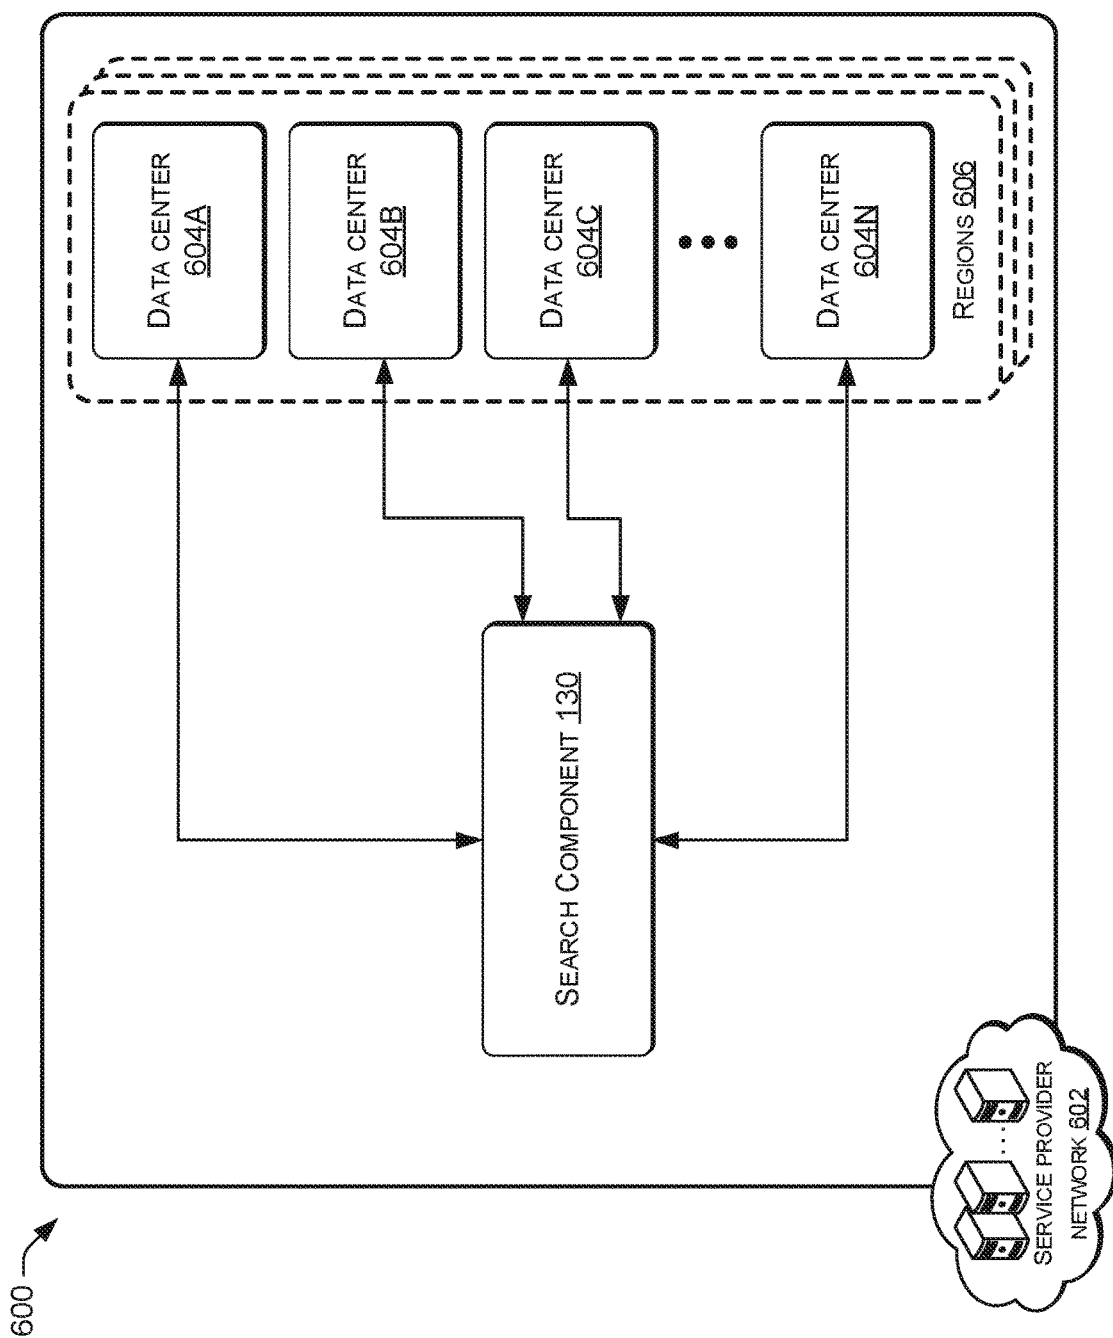 600
DATA CENTER
604A
DATA CENTER
604B
DATA CENTER
604C
DATA CENTER
604N
REGIONS 606
SEARCH COMPONENT 130
SERVICE PROVIDER
NETWORK 602